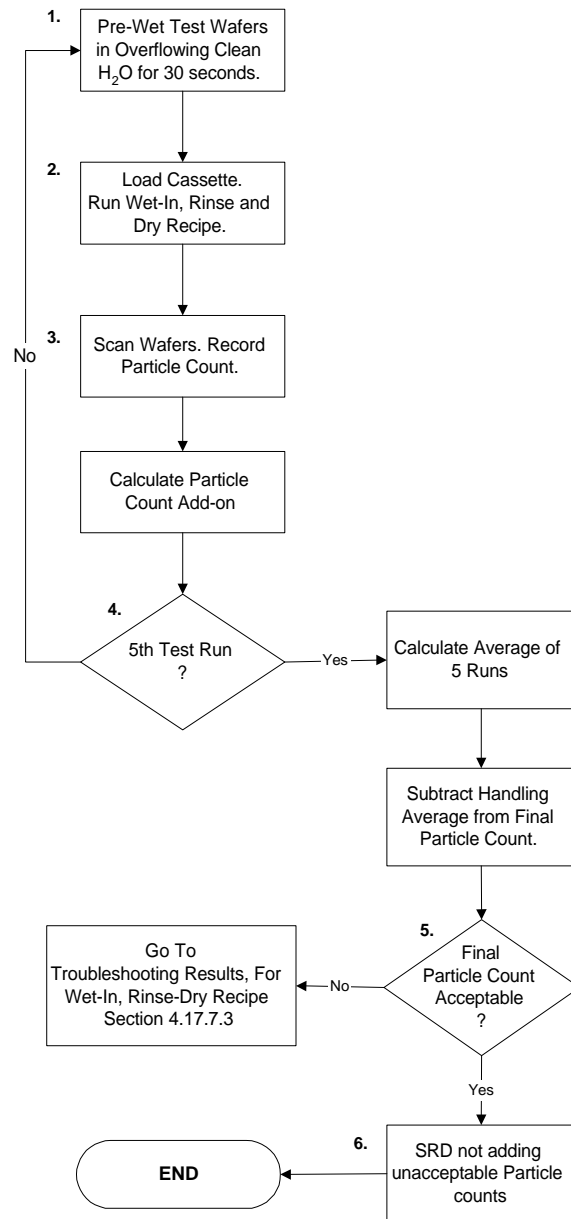 1.
Pre-Wet Test Wafers
in Overflowing Clean
H2O for 30 seconds.
2.
Load Cassette.
Run Wet-In, Rinse and
Dry Recipe.
3.
Scan Wafers. Record
Particle Count.
No
Calculate Particle
Count Add-on
4.
5th Test Run
?
Yes
Calculate Average of
5 Runs
Subtract Handling
Average from Final
Particle Count.
5.
Final
Particle Count
Acceptable
?
No
Go To
Troubleshooting Results, For
Wet-In, Rinse-Dry Recipe
Section 4.17.7.3
Yes
6.
SRD not adding
unacceptable Particle
counts
END